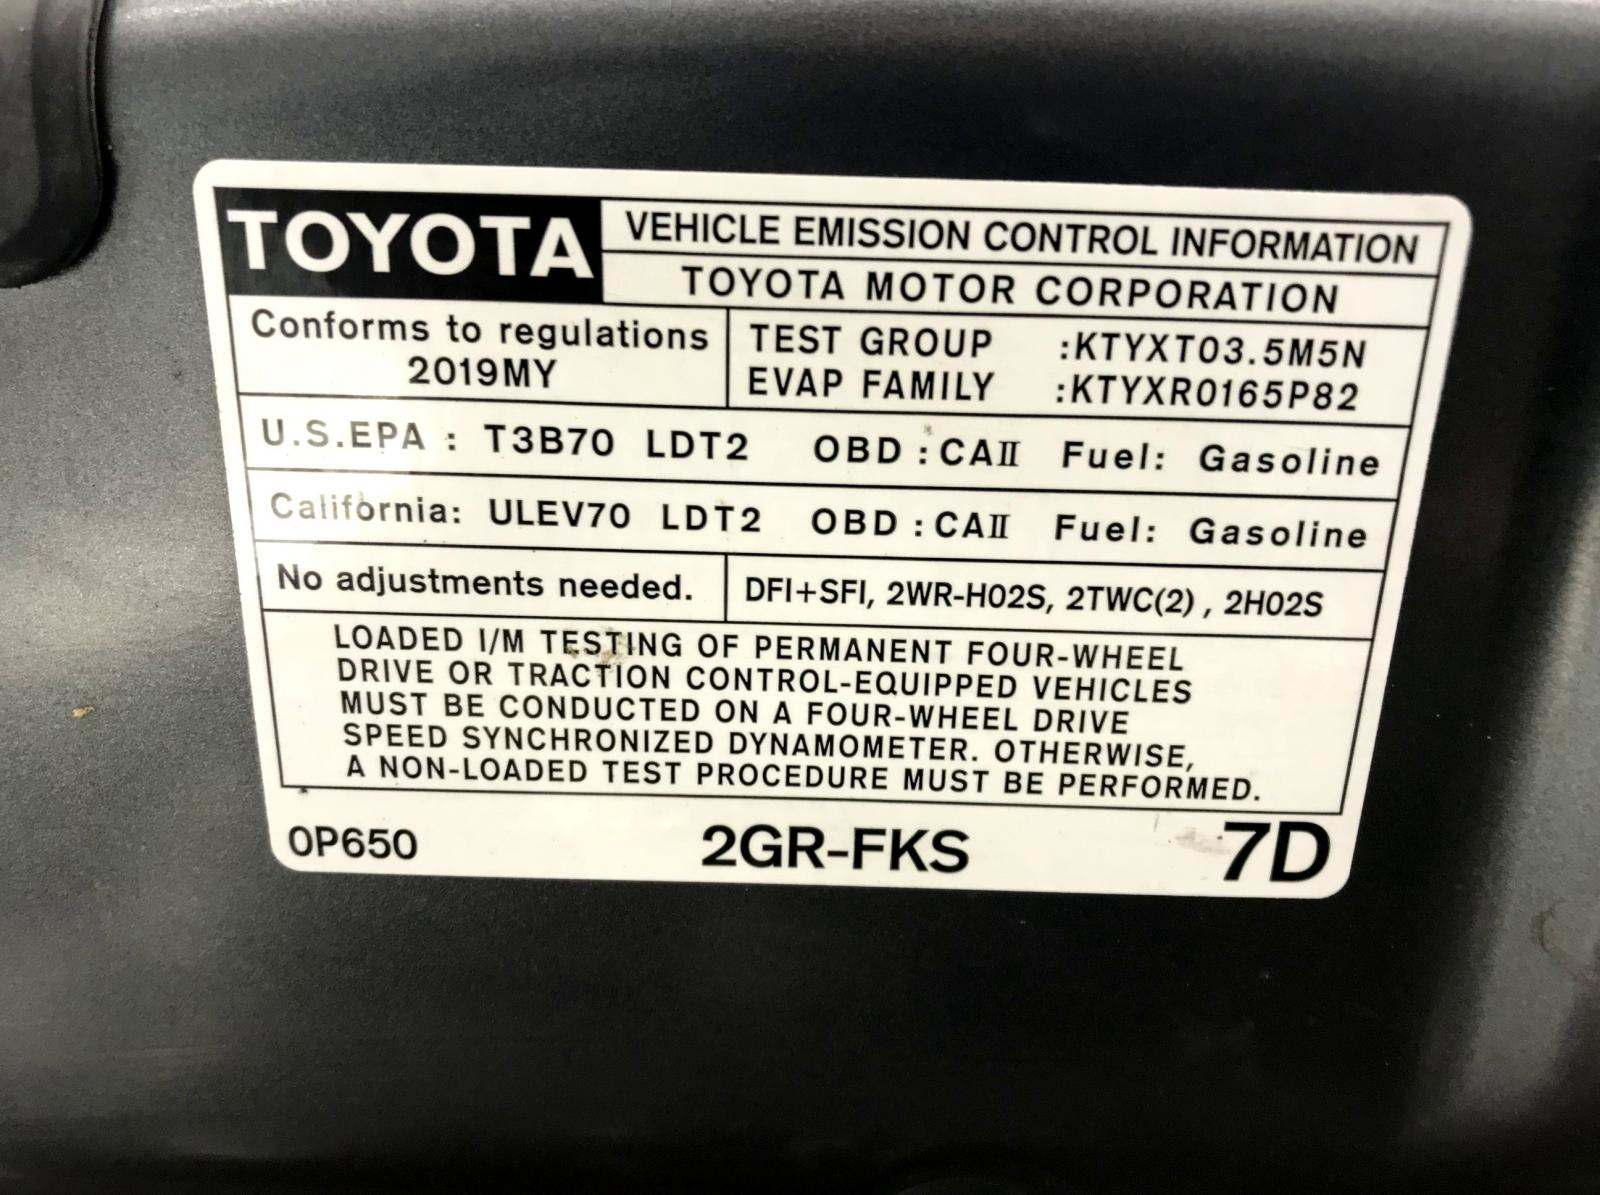 TOYOTA
VEHICLE EMISSION CONTROL INFORMATION
TOYOTA MOTOR CORPORATION
Conforms to regulations
2019MY
TEST GROUP :KTYXT03.5M5N
EVAP FAMILY :KTYXR0165P82
U.S.EPA : T3B70 LDT2 OBD : CAII Fuel: Gasoline
California: ULEV70 LDT2 OBD : CAII Fuel: Gasoline
No adjustments needed.
DFI+SFI, 2WR-HO2S, 2TWC(2) , 2HO2S
LOADED I/M TESTING OF PERMANENT FOUR-WHEEL
DRIVE OR TRACTION CONTROL-EQUIPPED VEHICLES
MUST BE CONDUCTED ON A FOUR-WHEEL DRIVE
SPEED SYNCHRONIZED DYNAMOMETER. OTHERWISE,
A NON-LOADED TEST PROCEDURE MUST BE PERFORMED.
0P650
2GR-FKS
7D